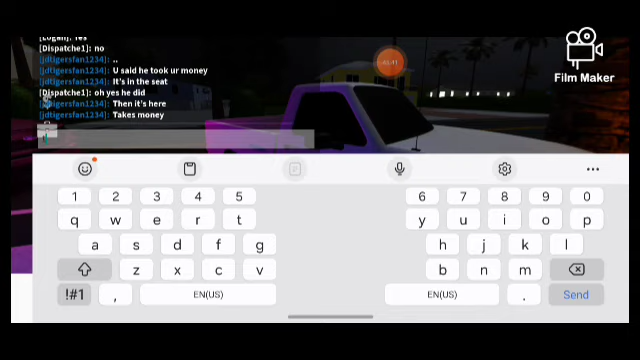 [Logan]: Yes
[Dispatche1]: no
[jdtigersfan1234]: ..
[jdtigersfan1234]: U said he took ur money
[jdtigersfan1234]: It's in the seat
[Dispatche1]: oh yes he did
[jdtigersfan1234]: Then it's here
[jdtigersfan1234]: Takes money
Film Maker
1 2 3 4 5 6 7 8 9 0
q w e r t y u i o p
a s d f g h j k l
z x c v b n m
!#1 , EN(US) EN(US) . Send